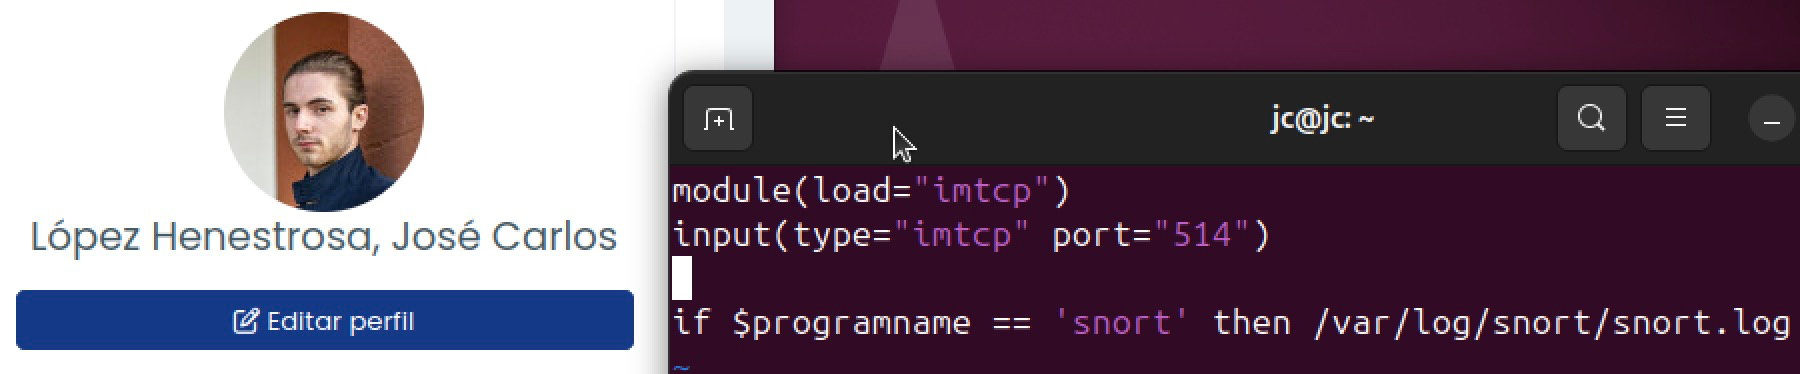 López Henestrosa, José Carlos
Editar perfil
jc@jc: ~
module(load="imtcp")
input(type="imtcp" port="514")
if $programname == 'snort' then /var/log/snort/snort.log
~